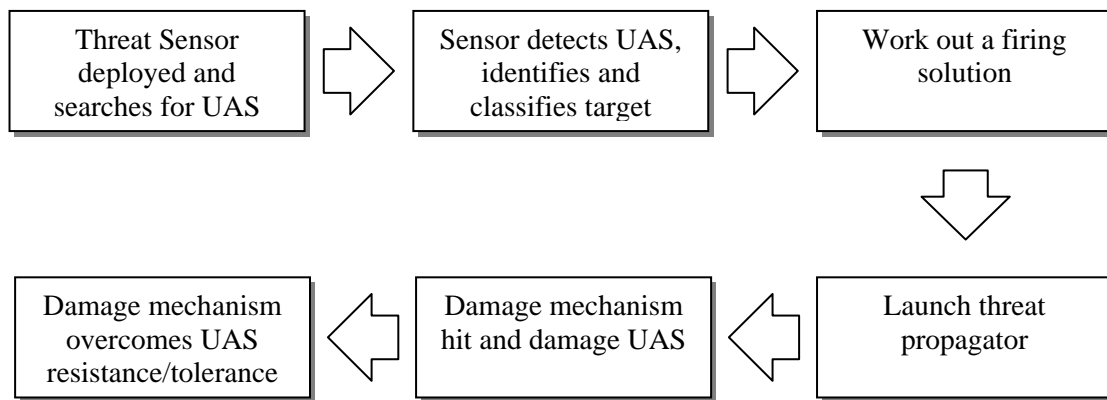 Threat Sensor
deployed and
searches for UAS
Sensor detects UAS,
identifies and
classifies target
Work out a firing
solution
Launch threat
propagator
Damage mechanism
hit and damage UAS
Damage mechanism
overcomes UAS
resistance/tolerance